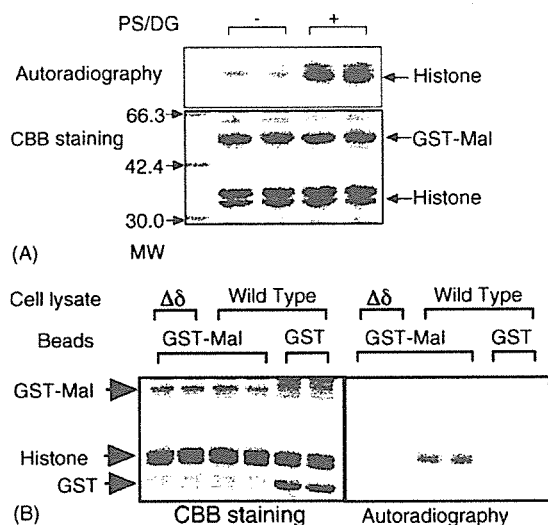 PS/DG - +
Autoradiography Histone
66.3
CBB staining GST-Mal
42.4
Histone
30.0
(A) MW
Cell lysate Δδ Wild Type Δδ Wild Type
Beads GST-Mal GST GST-Mal GST
GST-Mal
Histone
GST
(B) CBB staining Autoradiography